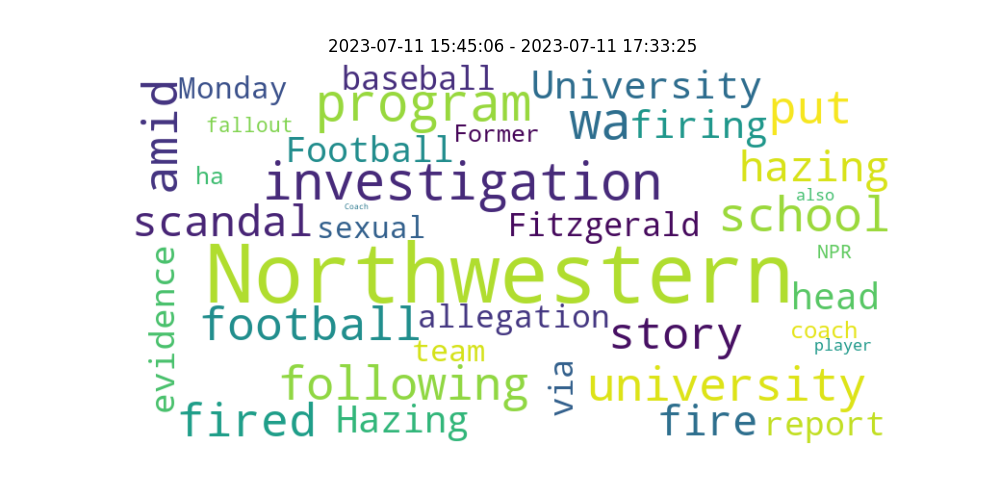 2023-07-11 15:45:06 - 2023-07-11 17:33:25
amid
Monday
baseball
University
program
put
wa
firing
fallout
Former
Football
hazing
ha
investigation
also
school
scandal
Coach
sexual
Fitzgerald
evidence
Northwestern
NPR
head
football
allegation
story
coach
player
team
following
via
university
fired
Hazing
fire
report